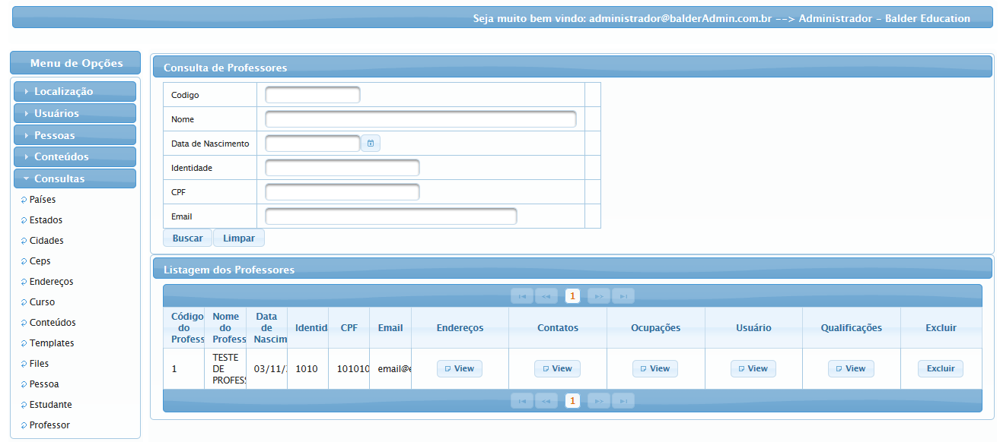 Seja muito bem vindo: administrador@balderAdmin.com.br --> Administrador - Balder Education
Menu de Opções
Localização
Usuários
Pessoas
Conteúdos
Consultas
Países
Estados
Cidades
Ceps
Endereços
Curso
Conteúdos
Templates
Files
Pessoa
Estudante
Professor
Consulta de Professores
Codigo
Nome
Data de Nascimento
Identidade
CPF
Email
Buscar Limpar
Listagem dos Professores
1
Código do Profess Nome do Profess Data de Nascim Identid CPF Email Endereços Contatos Ocupações Usuário Qualificações Excluir
1 TESTE DE PROFES 03/11/ 1010 101010 email@ View View View View View Excluir
1